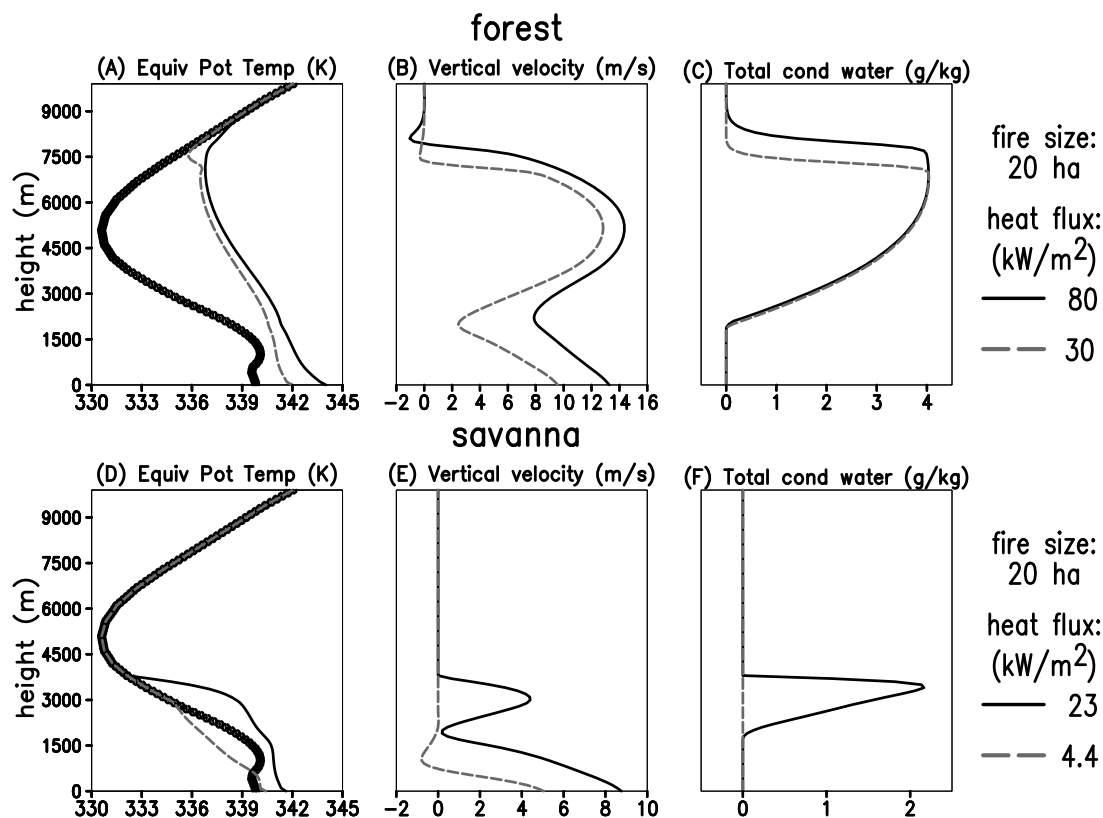 forest
(A) Equiv Pot Temp (K)
(B) Vertical velocity (m/s)
(C) Total cond water (g/kg)
height (m)
9000
7500
6000
4500
3000
1500
0
330 333 336 339 342 345
-2 0 2 4 6 8 10 12 14 16
0 1 2 3 4
fire size:
20 ha
heat flux:
(kW/m2)
80
30
savanna
(D) Equiv Pot Temp (K)
(E) Vertical velocity (m/s)
(F) Total cond water (g/kg)
height (m)
9000
7500
6000
4500
3000
1500
0
330 333 336 339 342 345
-2 0 2 4 6 8 10
0 1 2
fire size:
20 ha
heat flux:
(kW/m2)
23
4.4